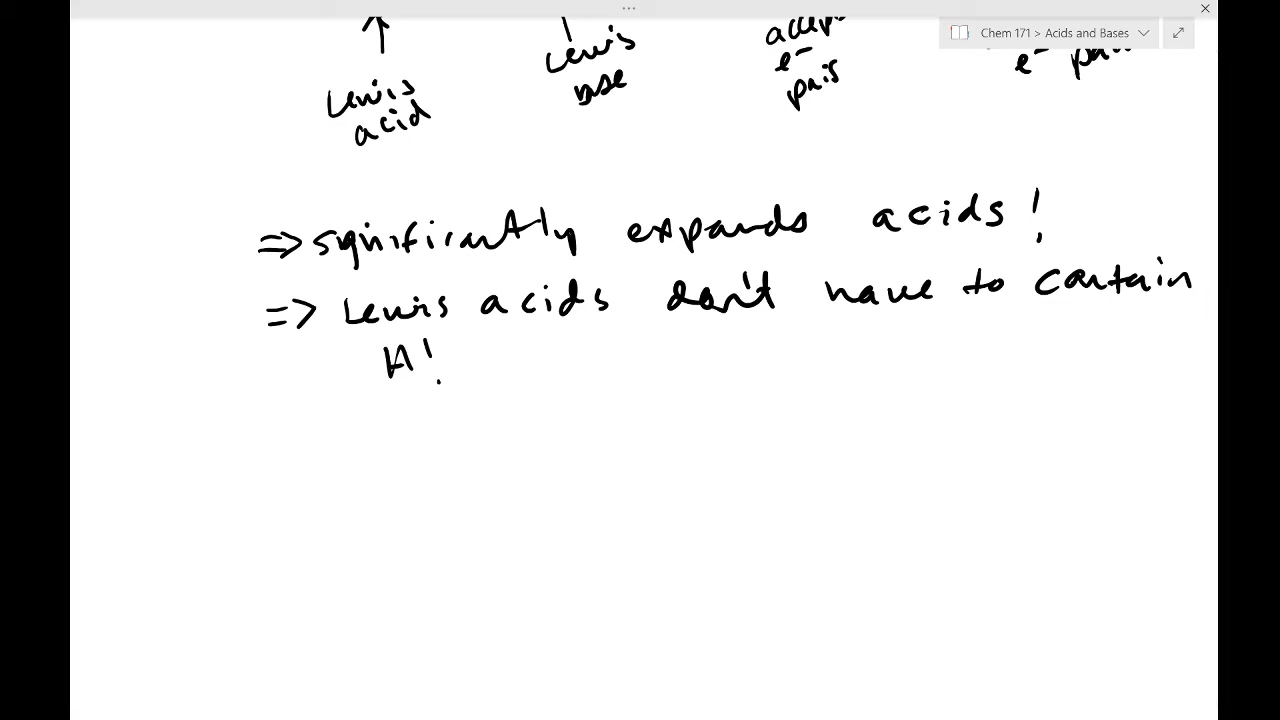 Chem 171 > Acids and Bases
Lewis acid
Lewis base
e- pair
e-
=> significantly expands acids!
=> Lewis acids don't have to contain
H!